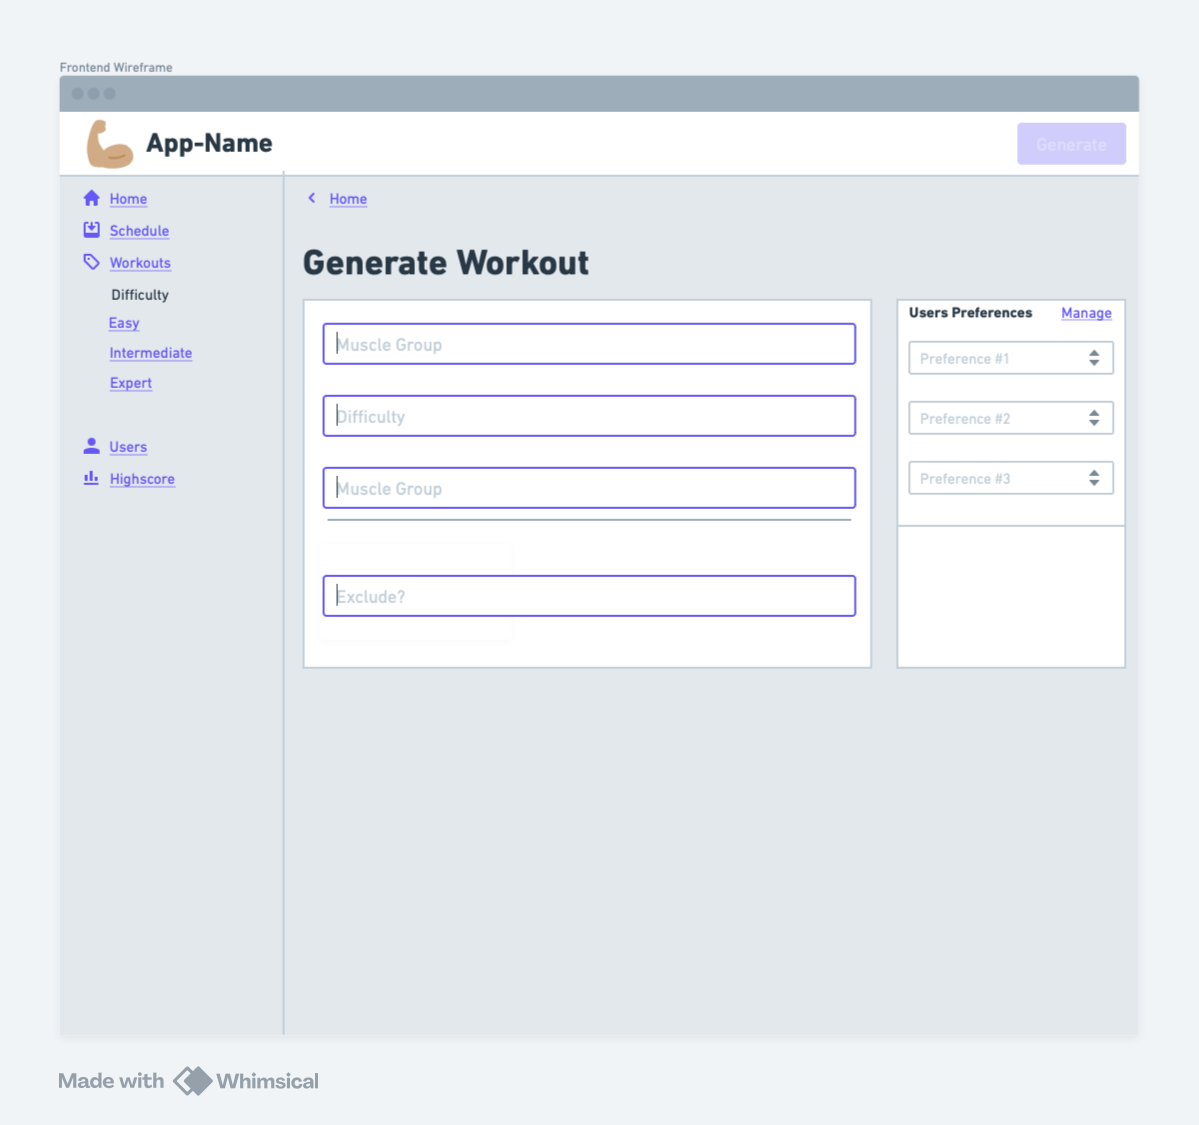 Frontend Wireframe
App-Name
Generate
Home
Schedule
Workouts
Difficulty
Easy
Intermediate
Expert
Users
Highscore
Home
Generate Workout
Muscle Group
Difficulty
Muscle Group
Exclude?
Users Preferences Manage
Preference #1
Preference #2
Preference #3
Made with Whimsical